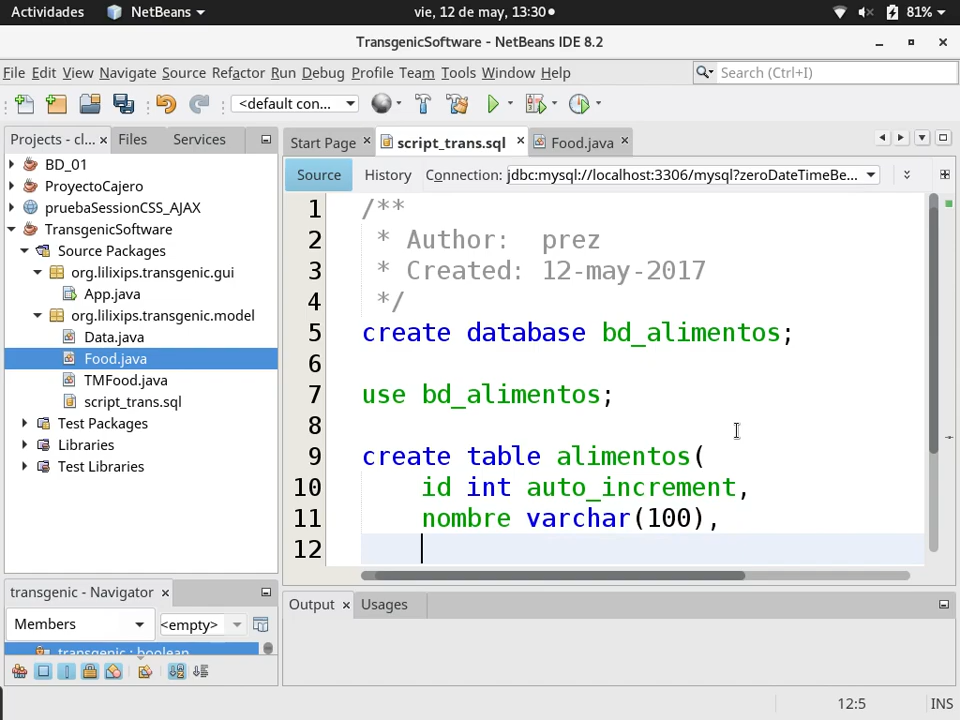 Actividades NetBeans vie, 12 de may, 13:30 81%
TransgenicSoftware - NetBeans IDE 8.2
File Edit View Navigate Source Refactor Run Debug Profile Team Tools Window Help Search (Ctrl+I)
<default con...
Projects - cl... Files Services
Start Page script_trans.sql Food.java
Source History Connection: jdbc:mysql://localhost:3306/mysql?zeroDateTimeBe...
BD_01
ProyectoCajero
pruebaSessionCSS_AJAX
TransgenicSoftware
Source Packages
org.lilixips.transgenic.gui
App.java
org.lilixips.transgenic.model
Data.java
Food.java
TMFood.java
script_trans.sql
Test Packages
Libraries
Test Libraries
1 /**
2 * Author: prez
3 * Created: 12-may-2017
4 */
5 create database bd_alimentos;
6
7 use bd_alimentos;
8
9 create table alimentos(
10 id int auto_increment,
11 nombre varchar(100),
12
transgenic - Navigator
Members <empty>
transgenic : boolean
Output Usages
12:5 INS